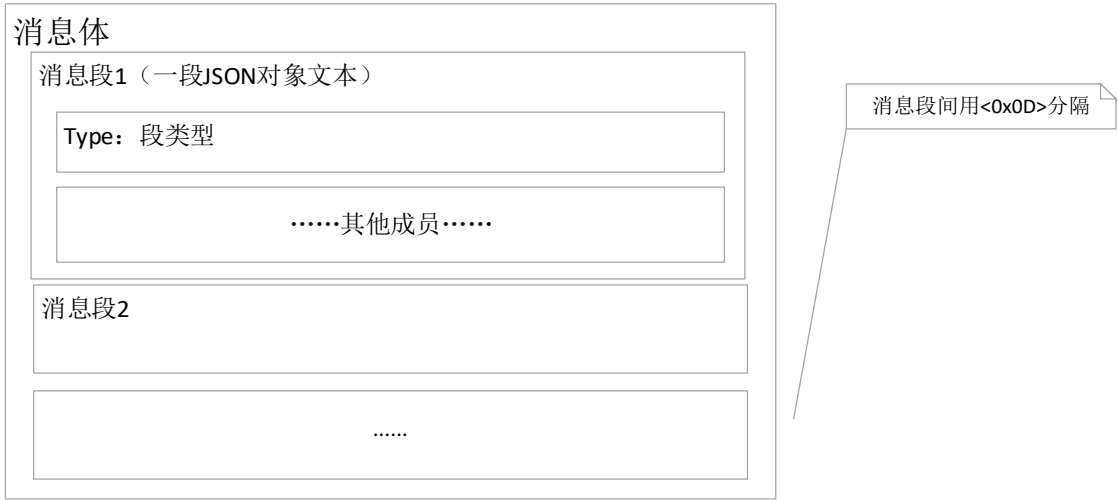 消息体
消息段1（一段JSON对象文本）
Type：段类型
……其他成员……
消息段2
……
消息段间用<0x0D>分隔